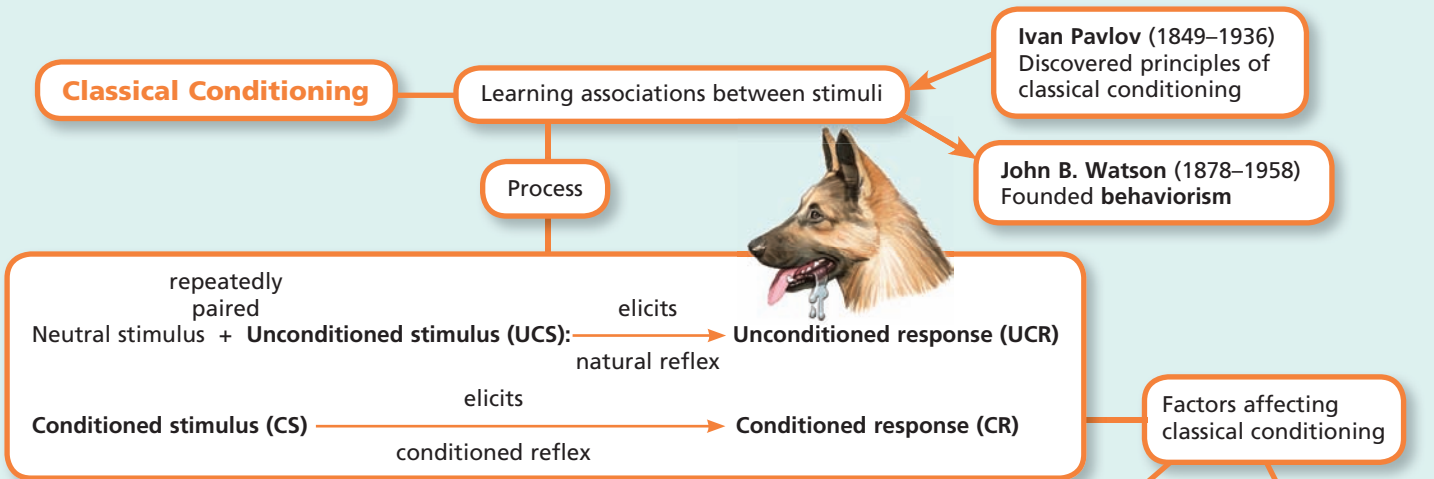 Classical Conditioning
Learning associations between stimuli
Ivan Pavlov (1849–1936)
Discovered principles of
classical conditioning
John B. Watson (1878–1958)
Founded behaviorism
Process
repeatedly
paired
Neutral stimulus + Unconditioned stimulus (UCS):
elicits
natural reflex
Unconditioned response (UCR)
Conditioned stimulus (CS)
elicits
conditioned reflex
Conditioned response (CR)
Factors affecting
classical conditioning